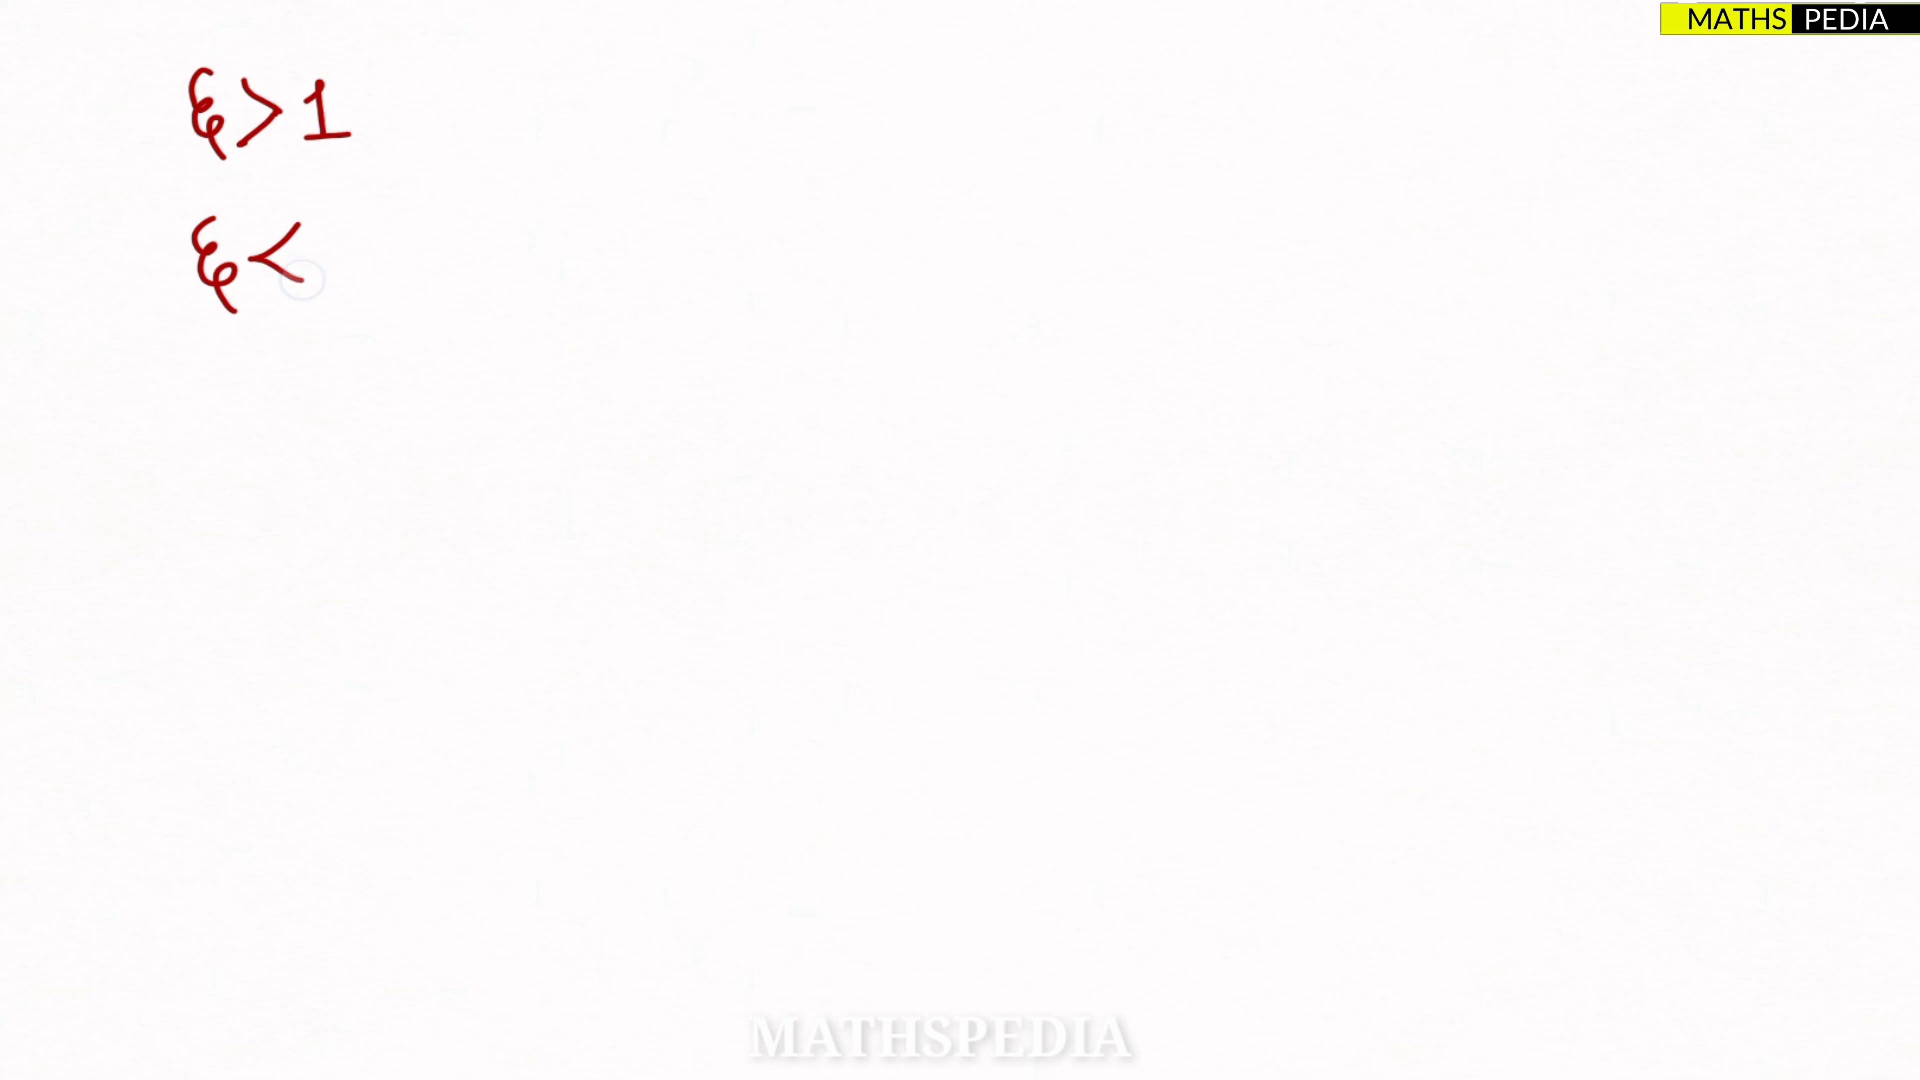 MATHS PEDIA
ξ > 1
ξ <
MATHSPEDIA